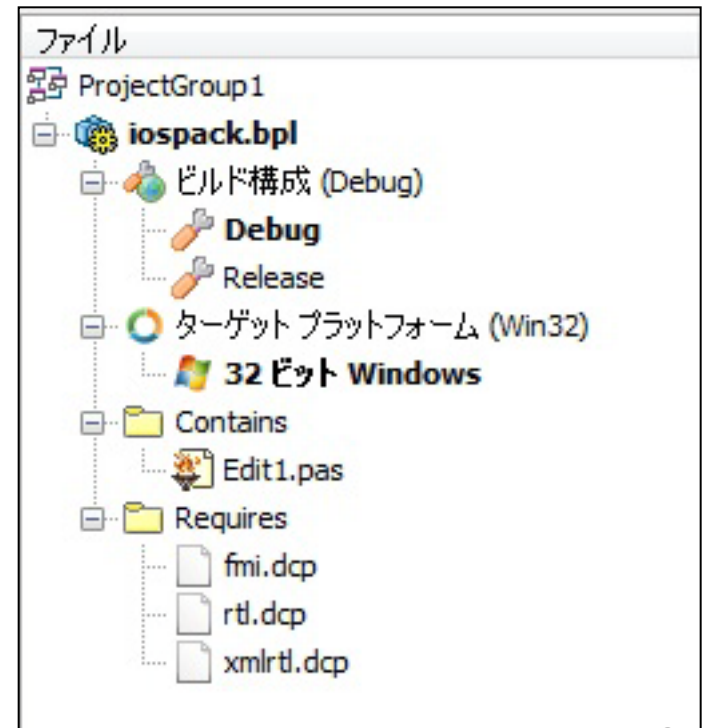 ファイル
ProjectGroup1
iospack.bpl
ビルド構成 (Debug)
Debug
Release
ターゲット プラットフォーム (Win32)
32 ビット Windows
Contains
Edit1.pas
Requires
fmi.dcp
rtl.dcp
xmlrtl.dcp